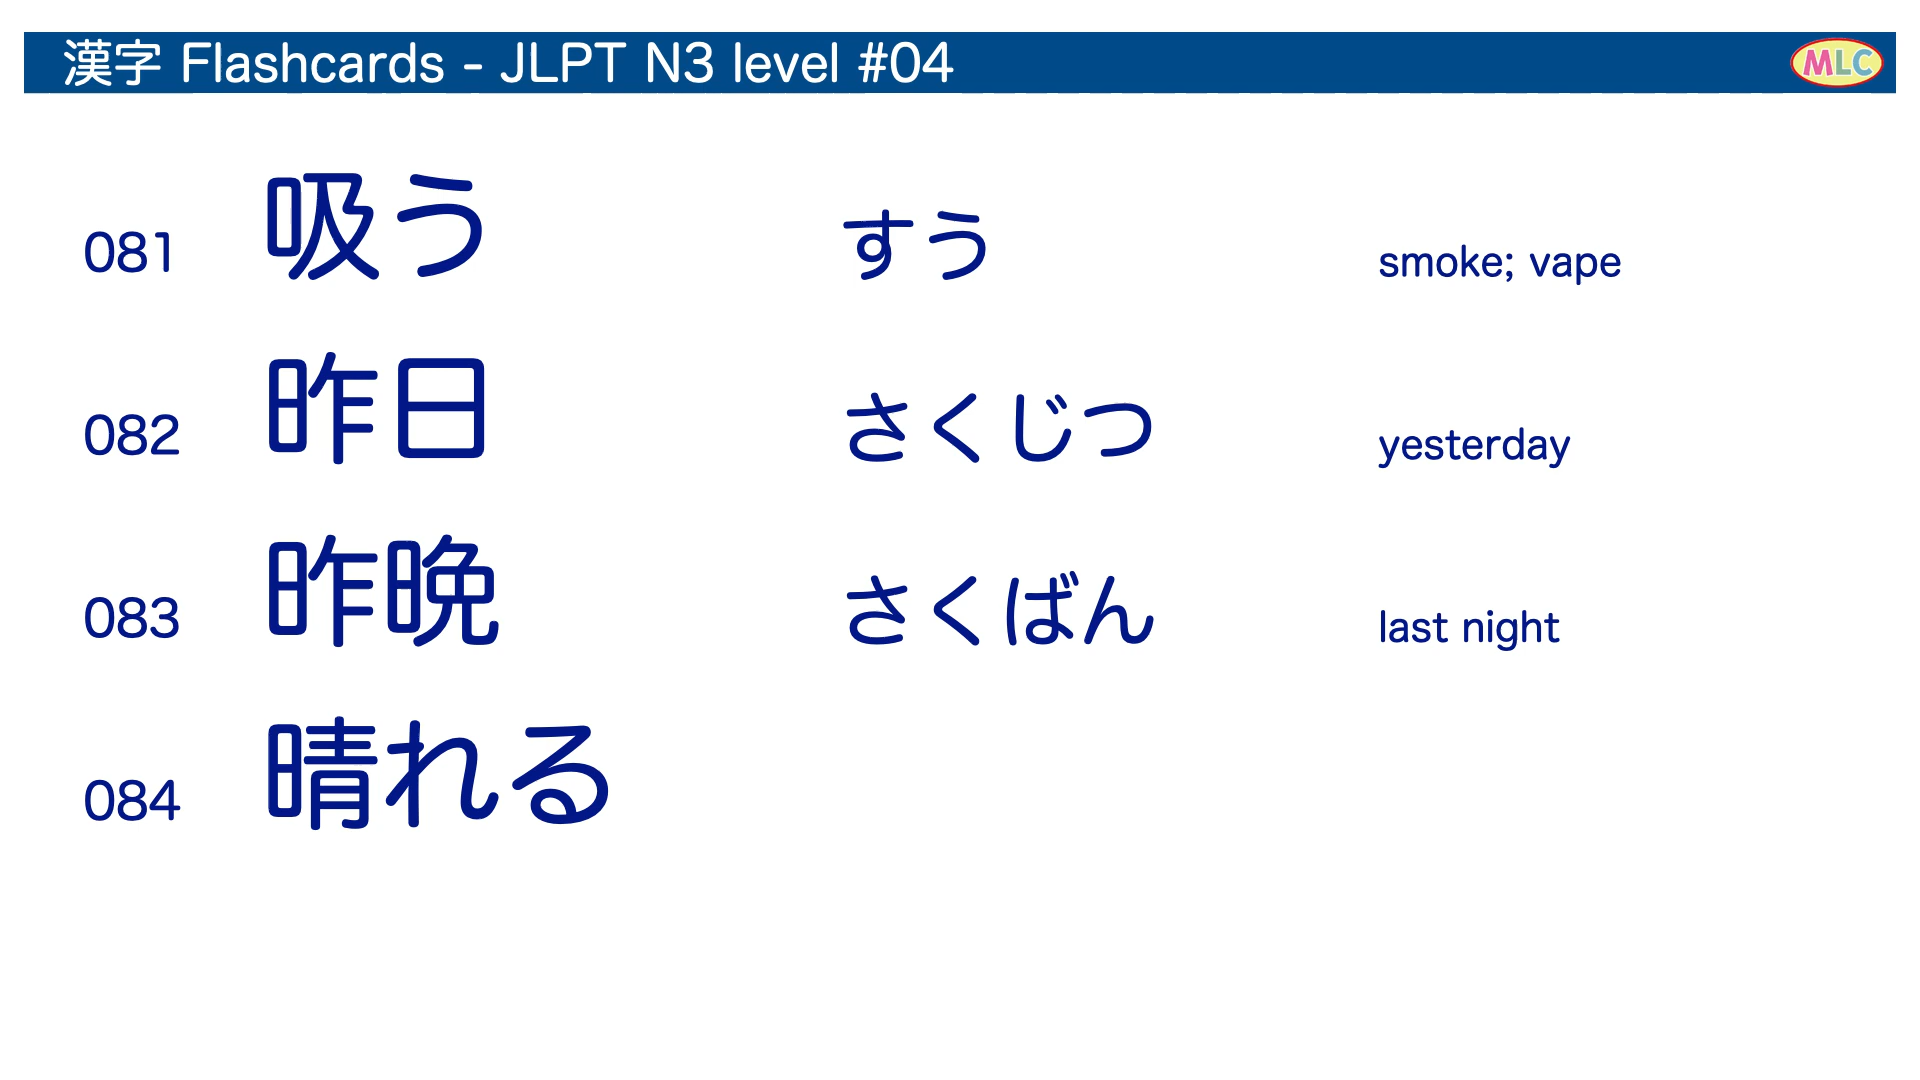 漢字 Flashcards - JLPT N3 level #04
MLC
081 吸う すう smoke; vape
082 昨日 さくじつ yesterday
083 昨晩 さくばん last night
084 晴れる